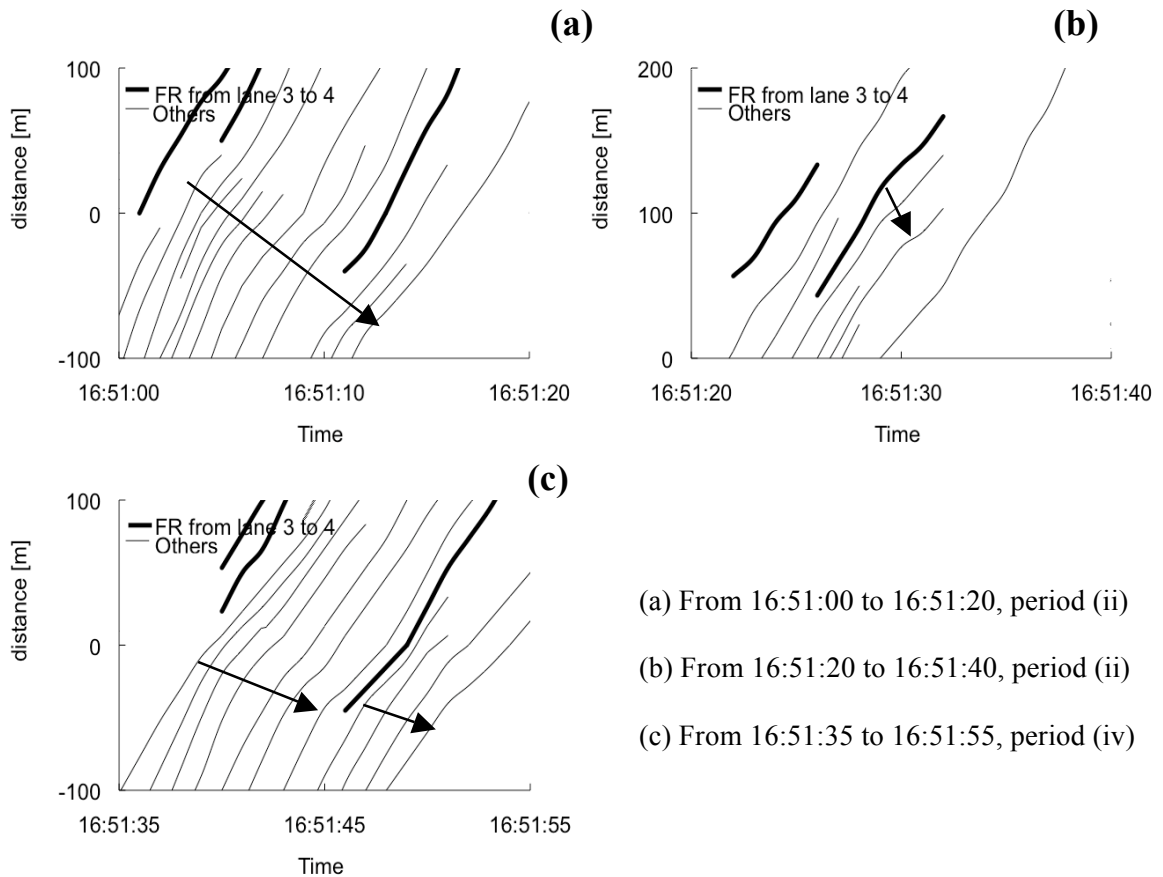 (a)
100
FR from lane 3 to 4
Others
distance [m]
0
-100
16:51:00
16:51:10
16:51:20
Time
(b)
200
FR from lane 3 to 4
Others
distance [m]
100
0
16:51:20
16:51:30
16:51:40
Time
(c)
100
FR from lane 3 to 4
Others
distance [m]
0
-100
16:51:35
16:51:45
16:51:55
Time
(a) From 16:51:00 to 16:51:20, period (ii)
(b) From 16:51:20 to 16:51:40, period (ii)
(c) From 16:51:35 to 16:51:55, period (iv)